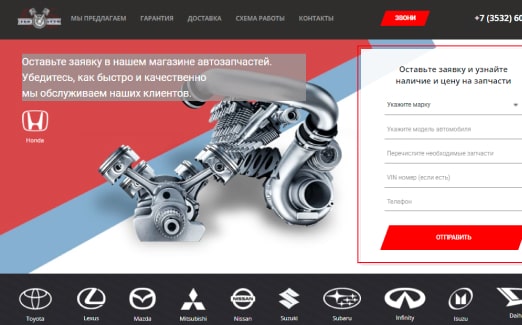 МЫ ПРЕДЛАГАЕМ ГАРАНТИЯ ДОСТАВКА СХЕМА РАБОТЫ КОНТАКТЫ ЗВОНИ +7 (3532) 60
Оставьте заявку в нашем магазине автозапчастей.
Убедитесь, как быстро и качественно
мы обслуживаем наших клиентов.
Honda
Оставьте заявку и узнайте
наличие и цену на запчасти
Укажите марку
Укажите модель автомобиля
Перечислите необходимые запчасти
VIN номер (если есть)
Телефон
ОТПРАВИТЬ
Toyota Lexus Mazda Mitsubishi Nissan Suzuki Subaru Infinity Isuzu Daih